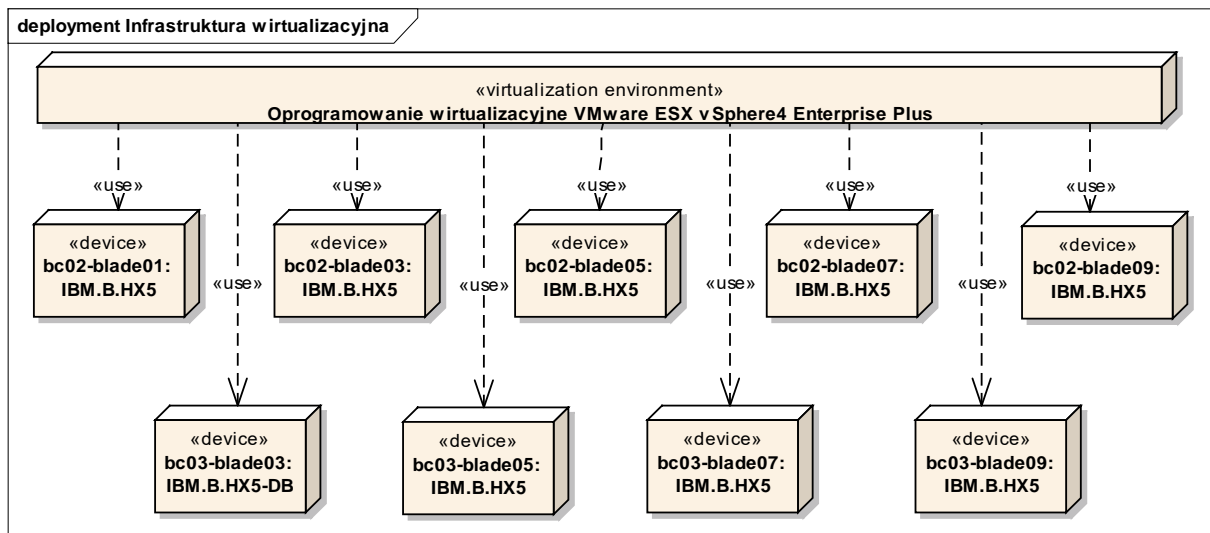 deployment Infrastruktura wirtualizacyjna
«virtualization environment»
Oprogramowanie wirtualizacyjne VMware ESX vSphere4 Enterprise Plus
«use»
«use»
«use»
«use»
«use»
«device»
bc02-blade01:
IBM.B.HX5
«device»
bc02-blade03:
IBM.B.HX5
«device»
bc02-blade05:
IBM.B.HX5
«device»
bc02-blade07:
IBM.B.HX5
«device»
bc02-blade09:
IBM.B.HX5
«use»
«use»
«use»
«use»
«device»
bc03-blade03:
IBM.B.HX5-DB
«device»
bc03-blade05:
IBM.B.HX5
«device»
bc03-blade07:
IBM.B.HX5
«device»
bc03-blade09:
IBM.B.HX5